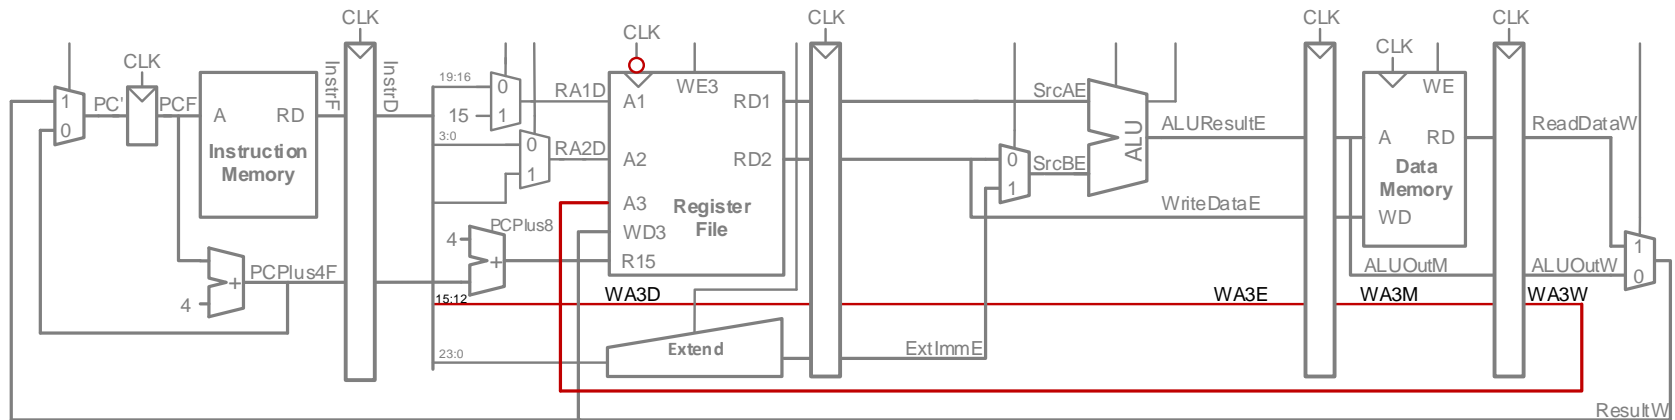 CLK
CLK
CLK
CLK
CLK
CLK
CLK
CLK
1
0
PC'
PCF
A
RD
Instruction
Memory
InstrF
InstrD
4
+
PCPlus4F
19:16
15
0
1
RA1D
3:0
0
1
RA2D
4
+
PCPlus8
15:12
23:0
A1
A2
A3
WD3
R15
WE3
RD1
RD2
Register
File
WA3D
Extend
ExtImmE
0
1
SrcAE
SrcBE
ALU
ALUResultE
WriteDataE
WA3E
A
RD
WE
Data
Memory
WD
ALUOutM
WA3M
ReadDataW
ALUOutW
WA3W
1
0
ResultW